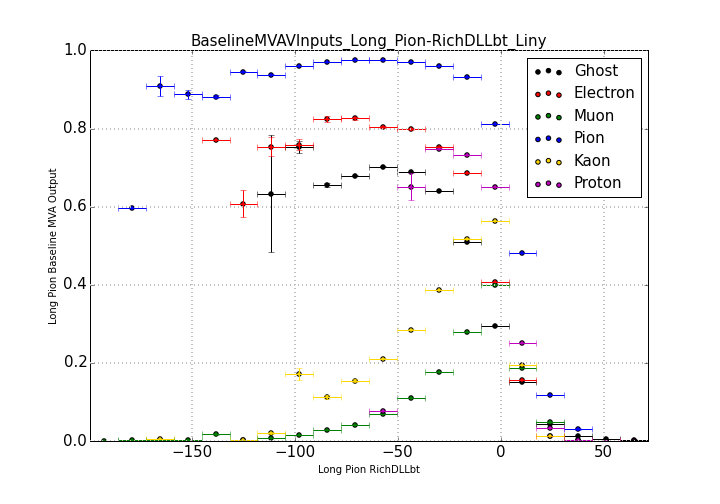 BaselineMVAVInputs_Long_Pion-RichDLLbt_Liny
1.0
0.8
0.6
0.4
0.2
0.0
Long Pion Baseline MVA Output
Ghost
Electron
Muon
Pion
Kaon
Proton
−150
−100
−50
0
50
Long Pion RichDLLbt